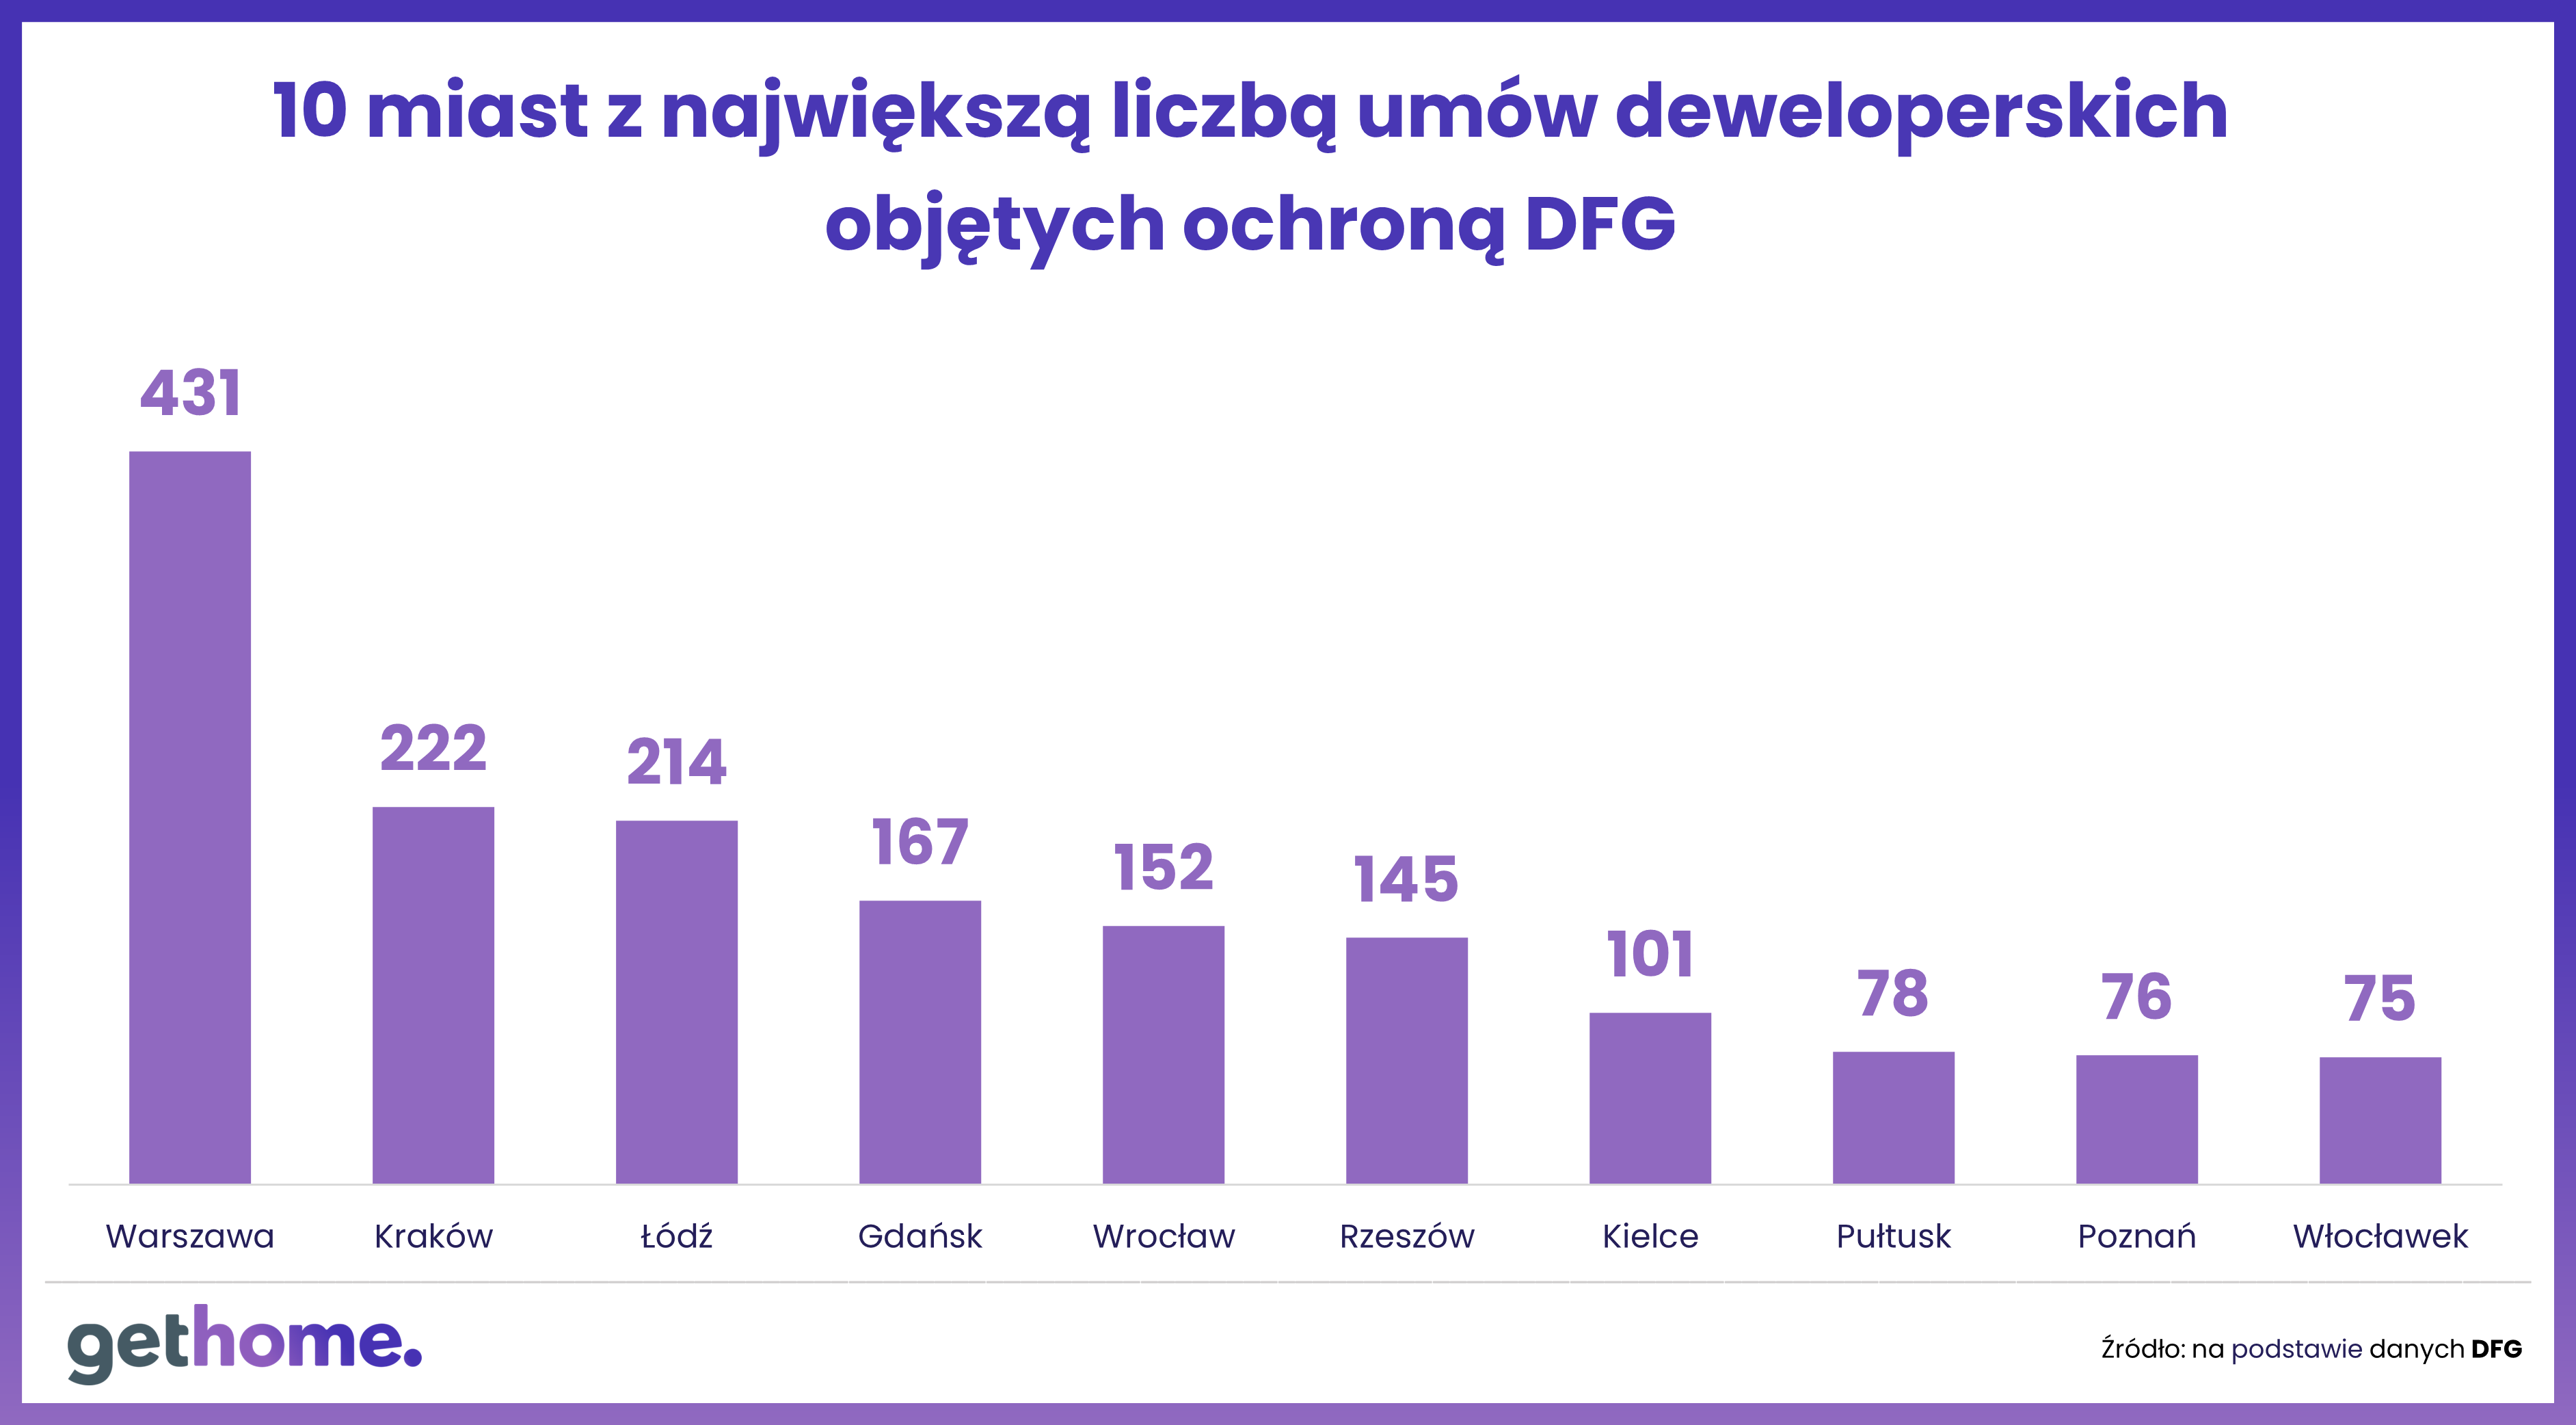 10 miast z największą liczbą umów deweloperskich
objętych ochroną DFG
431
222
214
167
152
145
101
78
76
75
Warszawa
Kraków
Łódź
Gdańsk
Wrocław
Rzeszów
Kielce
Pułtusk
Poznań
Włocławek
gethome.
Źródło: na podstawie danych DFG